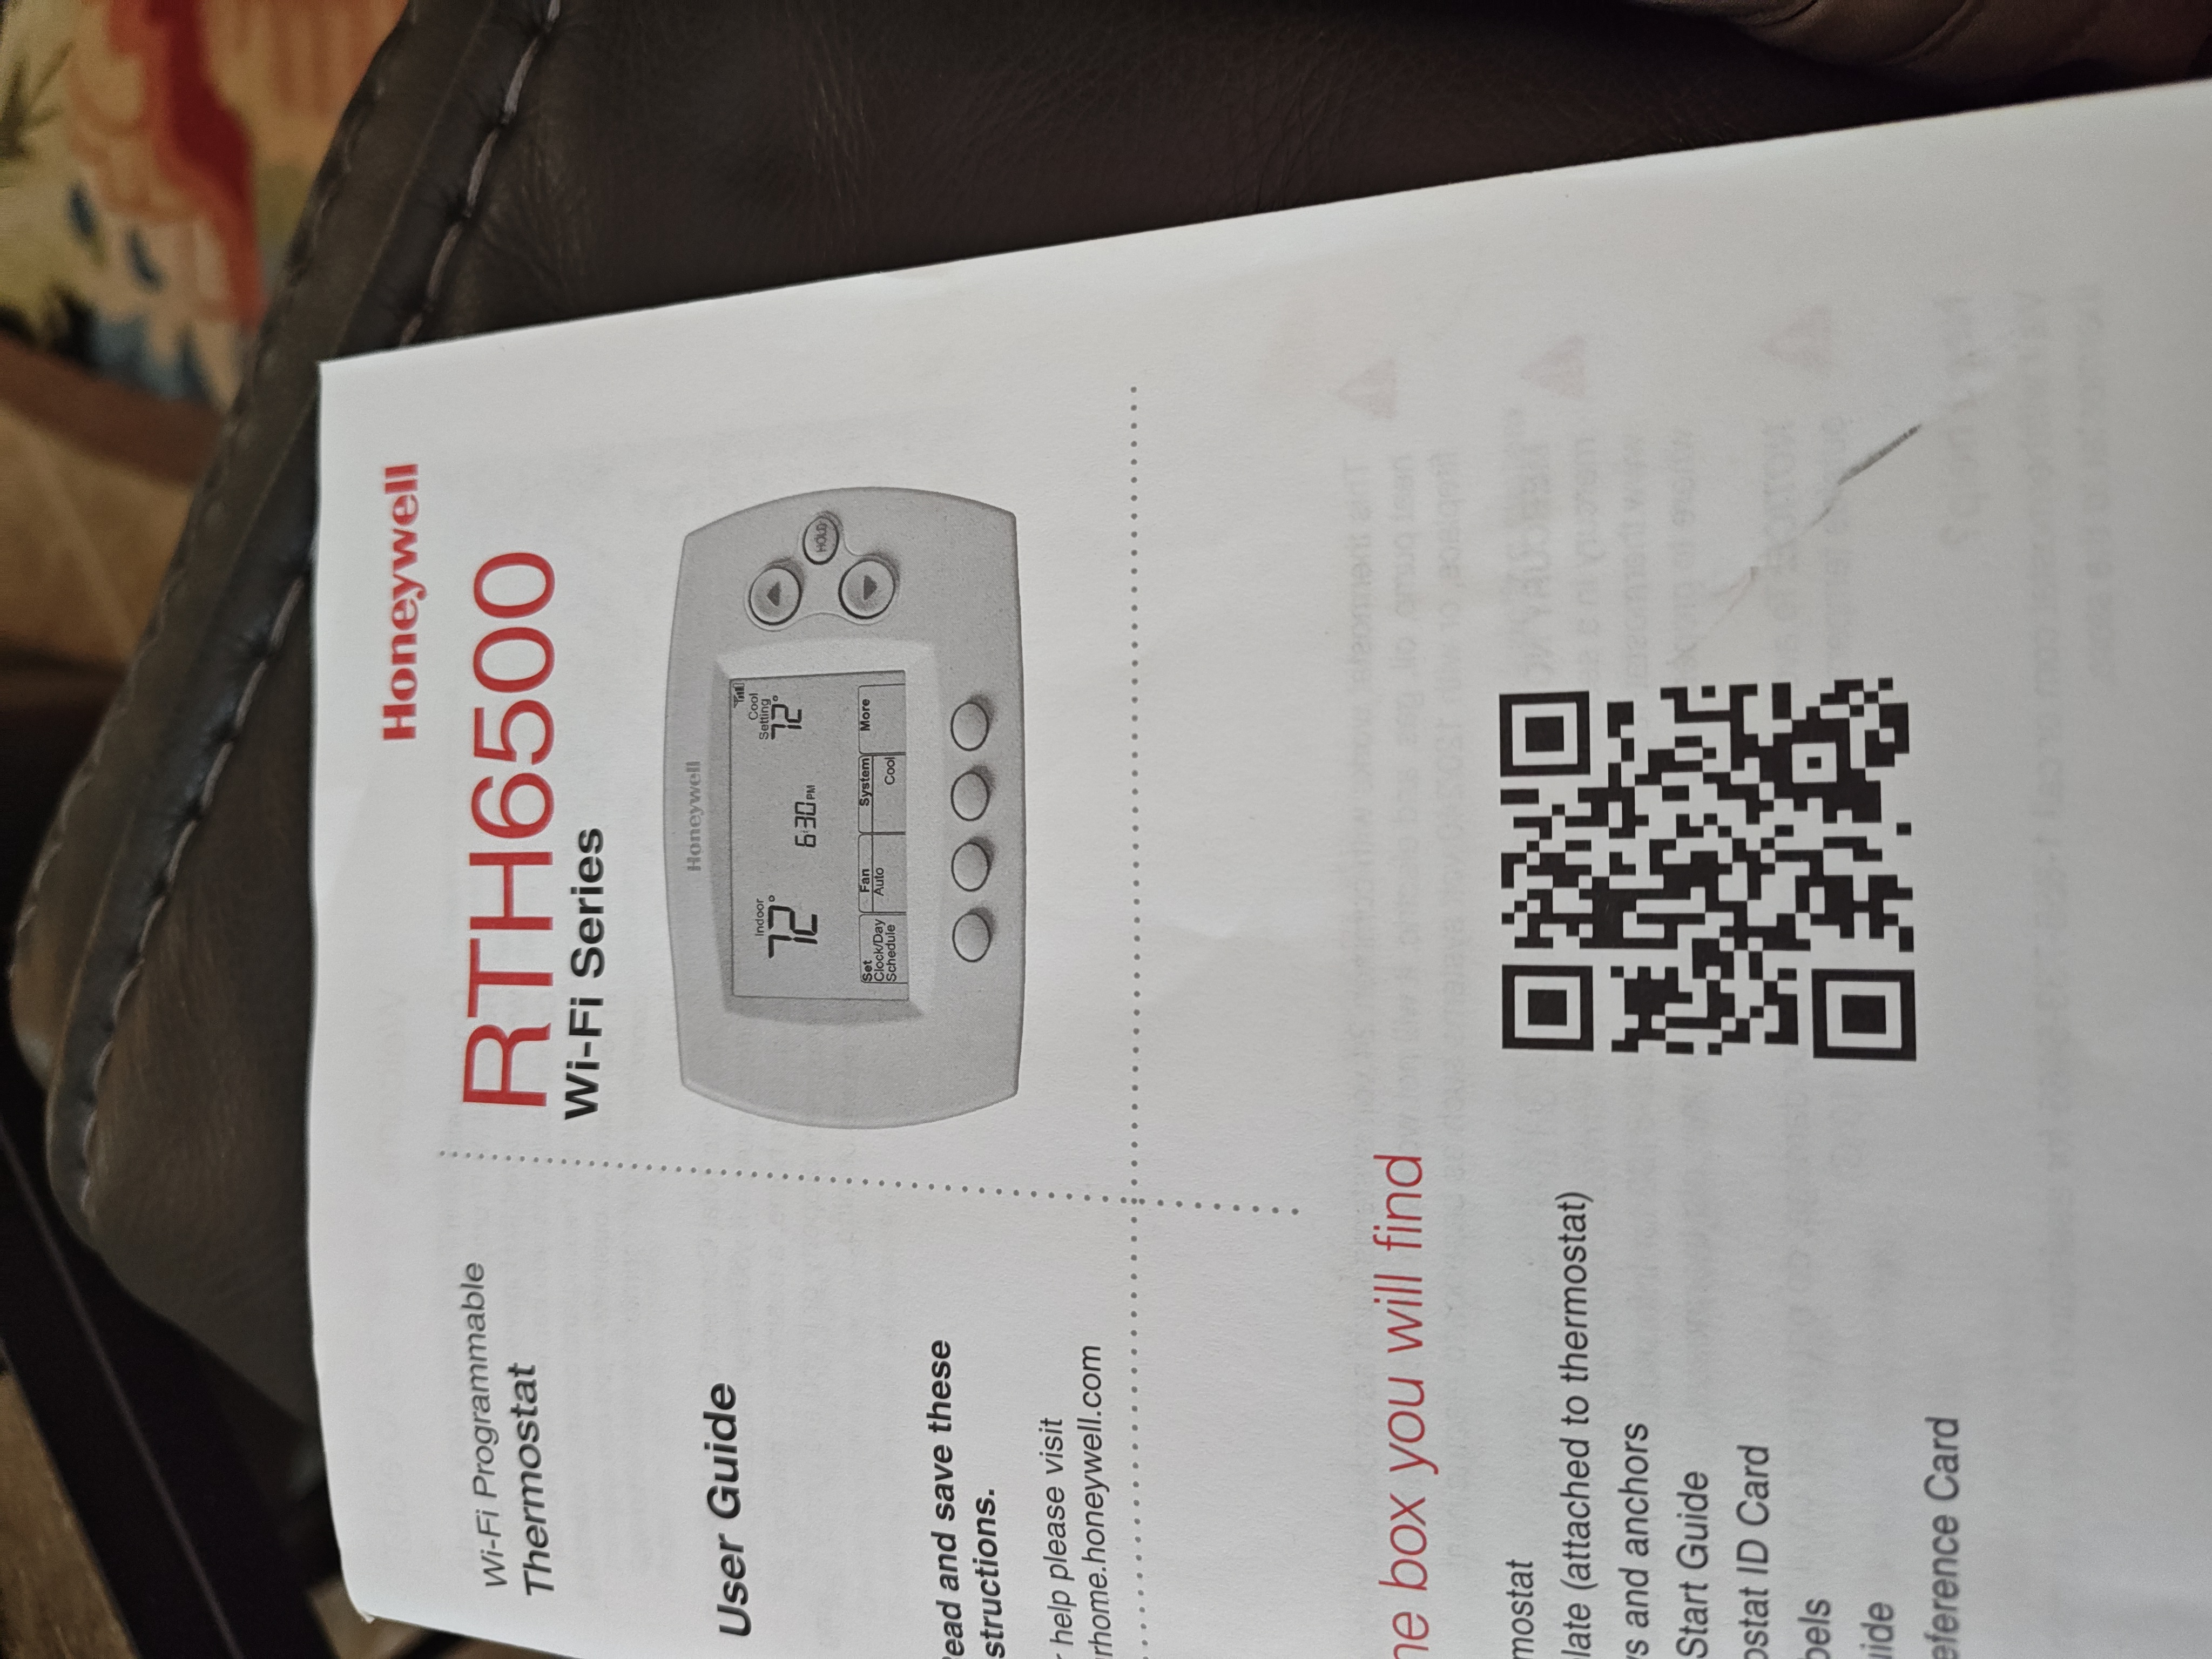 Honeywell
Wi-Fi Programmable
Thermostat
RTH6500
Wi-Fi Series
User Guide
Honeywell
Indoor
72°
6:30 PM
Cool
Setting
72°
Set
Clock/Day
Schedule
Fan
Auto
System
Cool
More
HOLD
ead and save these
structions.
help please visit
rhome.honeywell.com
he box you will find
mostat
late (attached to thermostat)
s and anchors
Start Guide
ostat ID Card
bels
uide
eference Card